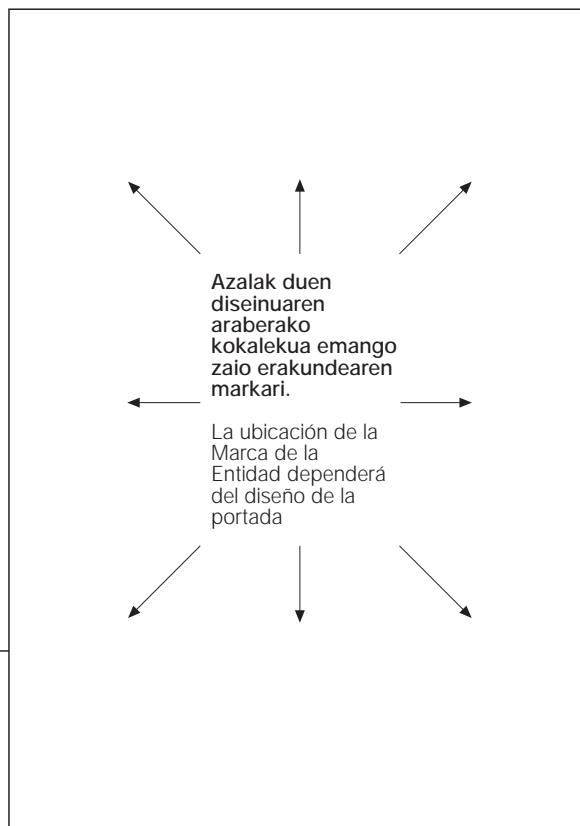 Azalak duen
diseinuaren
araberako
kokalekua emango
zaio erakundearen
markari.
La ubicación de la
Marca de la
Entidad dependerá
del diseño de la
portada